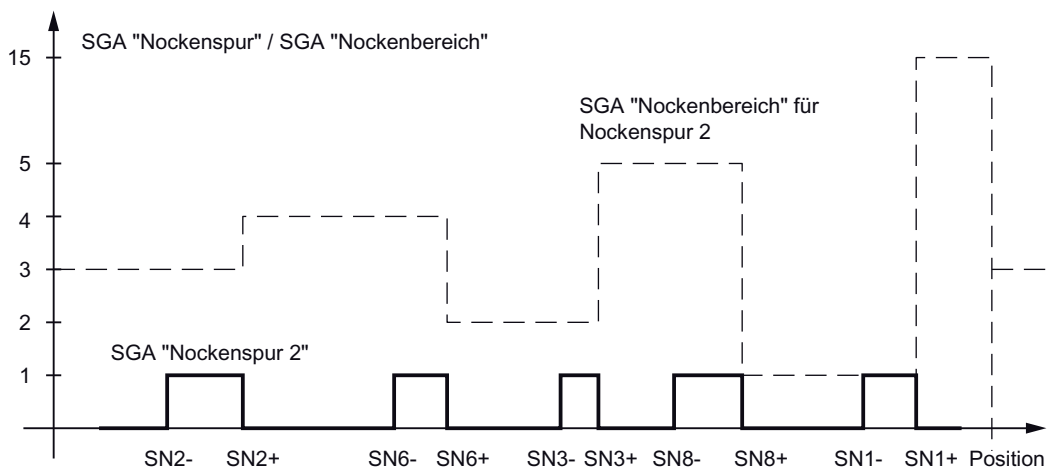 SGA "Nockenspur" / SGA "Nockenbereich"
15
SGA "Nockenbereich" für
Nockenspur 2
5
4
3
2
SGA "Nockenspur 2"
1
SN2- SN2+ SN6- SN6+ SN3- SN3+ SN8- SN8+ SN1- SN1+ Position